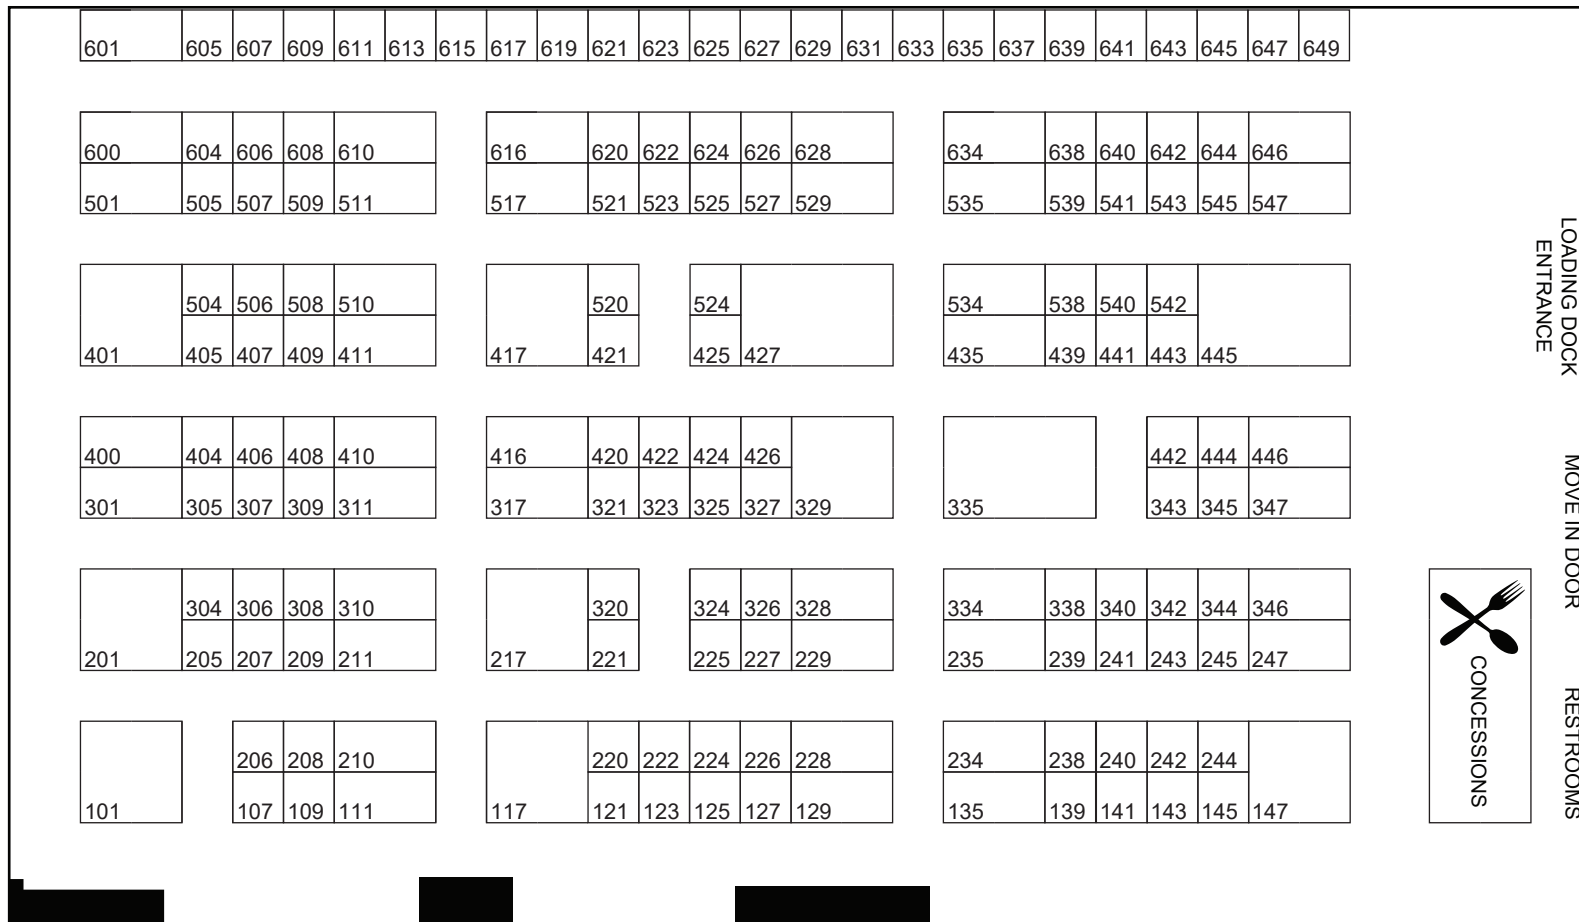 601 605 607 609 611 613 615 617 619 621 623 625 627 629 631 633 635 637 639 641 643 645 647 649
600 604 606 608 610 616 620 622 624 626 628 634 638 640 642 644 646
501 505 507 509 511 517 521 523 525 527 529 535 539 541 543 545 547
504 506 508 510 520 524 534 538 540 542
401 405 407 409 411 417 421 425 427 435 439 441 443 445
400 404 406 408 410 416 420 422 424 426 442 444 446
301 305 307 309 311 317 321 323 325 327 329 335 343 345 347
304 306 308 310 320 324 326 328 334 338 340 342 344 346
201 205 207 209 211 217 221 225 227 229 235 239 241 243 245 247
206 208 210 220 222 224 226 228 234 238 240 242 244
101 107 109 111 117 121 123 125 127 129 135 139 141 143 145 147
LOADING DOCK
ENTRANCE
MOVE IN DOOR
RESTROOMS
CONCESSIONS